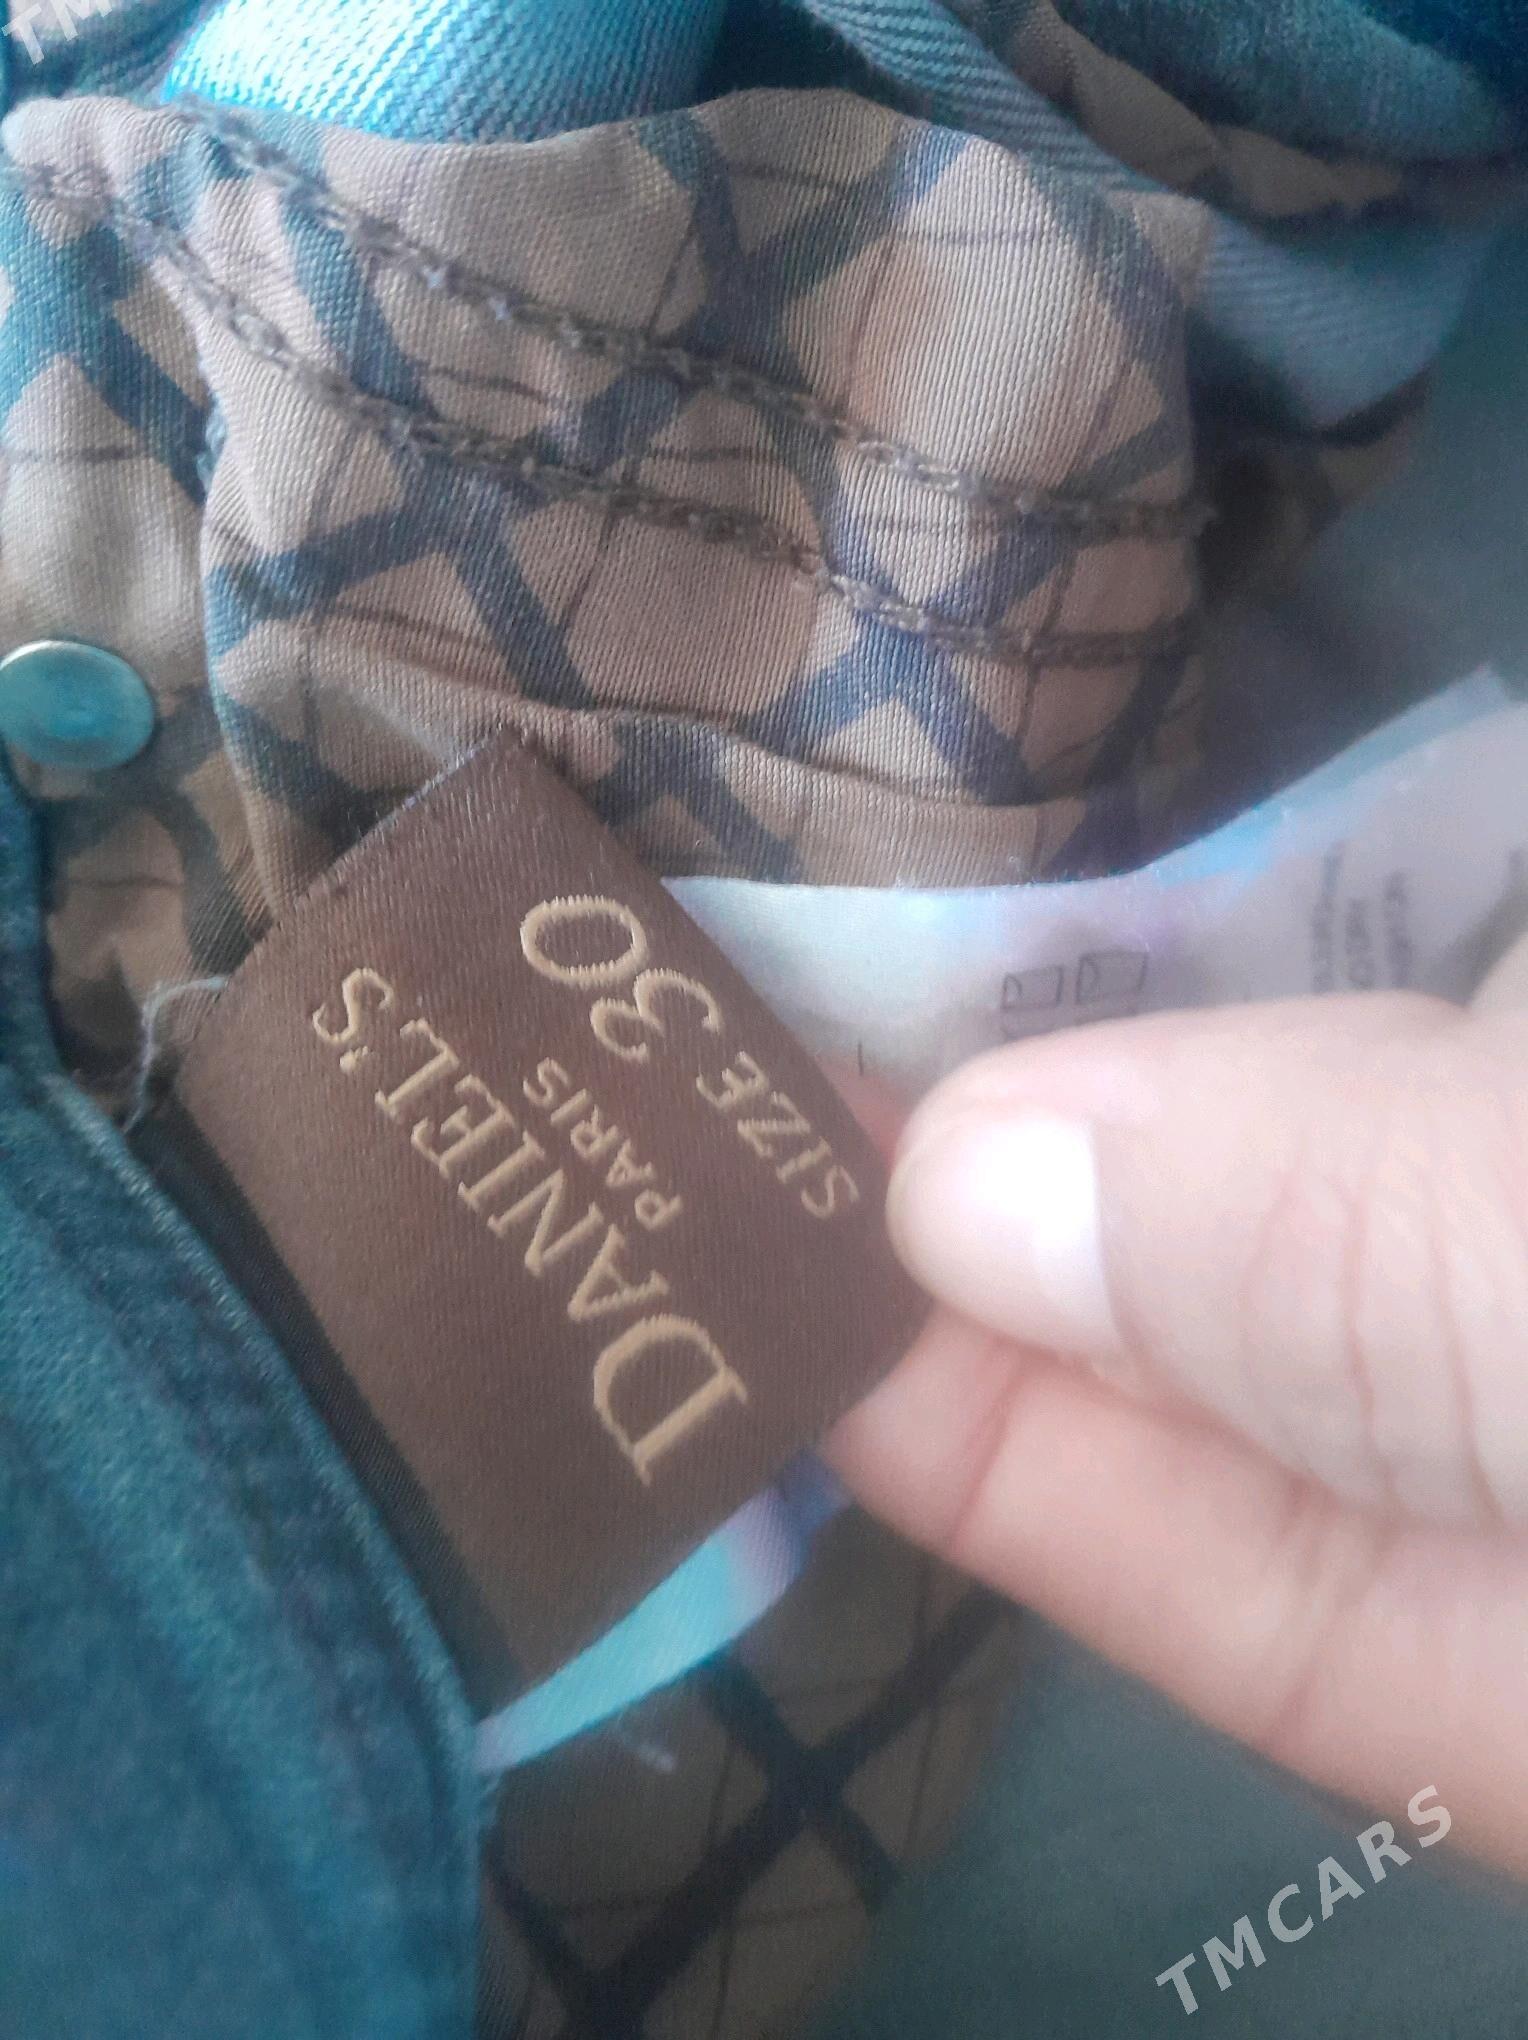 DANIEL'S
PARIS
SIZE 30
TMCARS